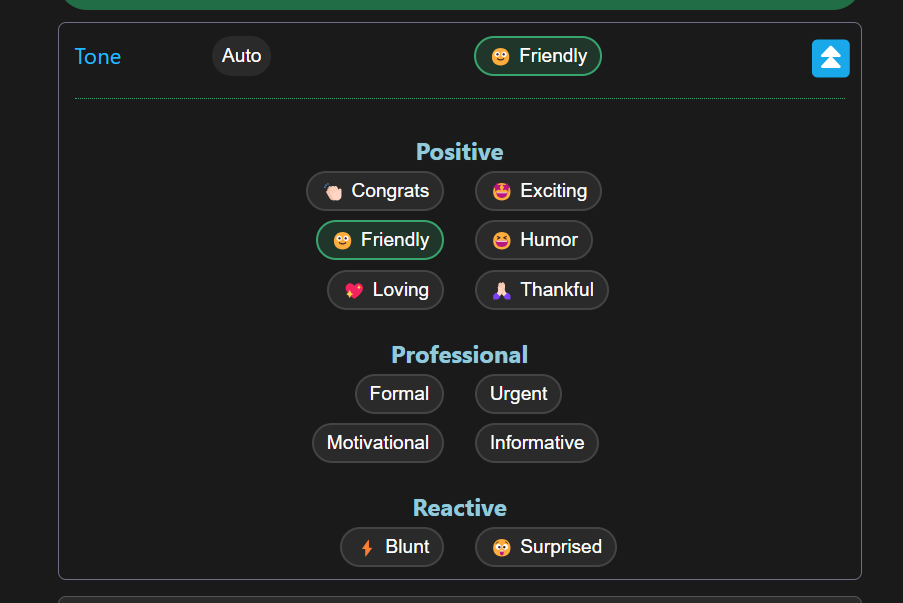 Tone Auto Friendly
Positive
Congrats Exciting
Friendly Humor
Loving Thankful
Professional
Formal Urgent
Motivational Informative
Reactive
Blunt Surprised